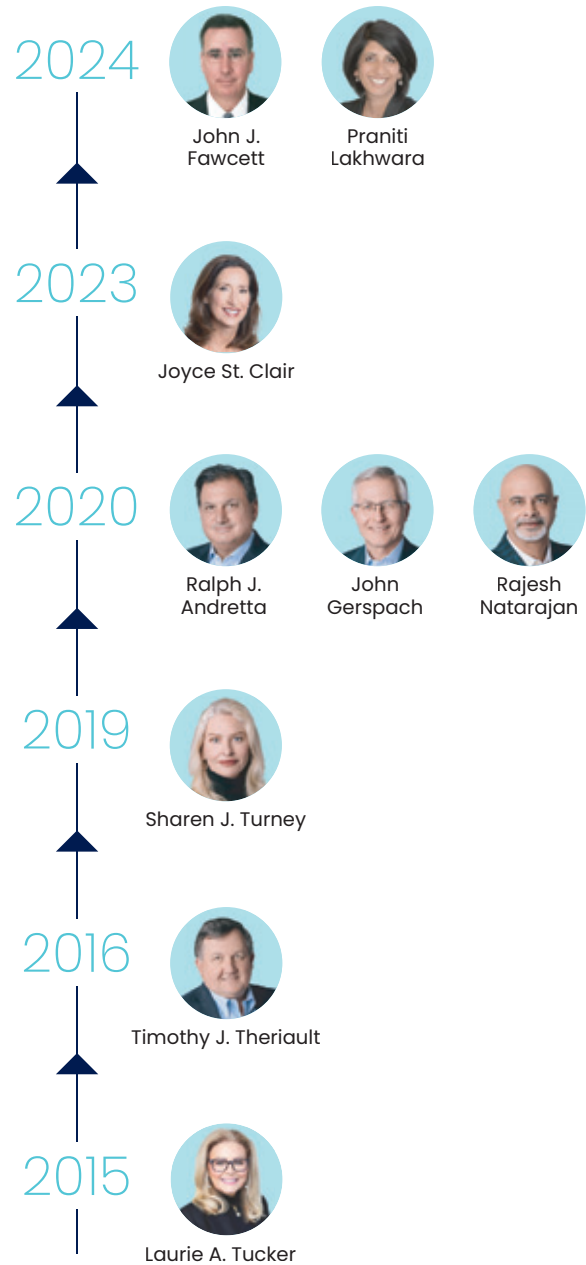 2024
John J.
Fawcett
Praniti
Lakhwara
2023
Joyce St. Clair
2020
Ralph J.
Andretta
John
Gerspach
Rajesh
Natarajan
2019
Sharen J. Turney
2016
Timothy J. Theriault
2015
Laurie A. Tucker